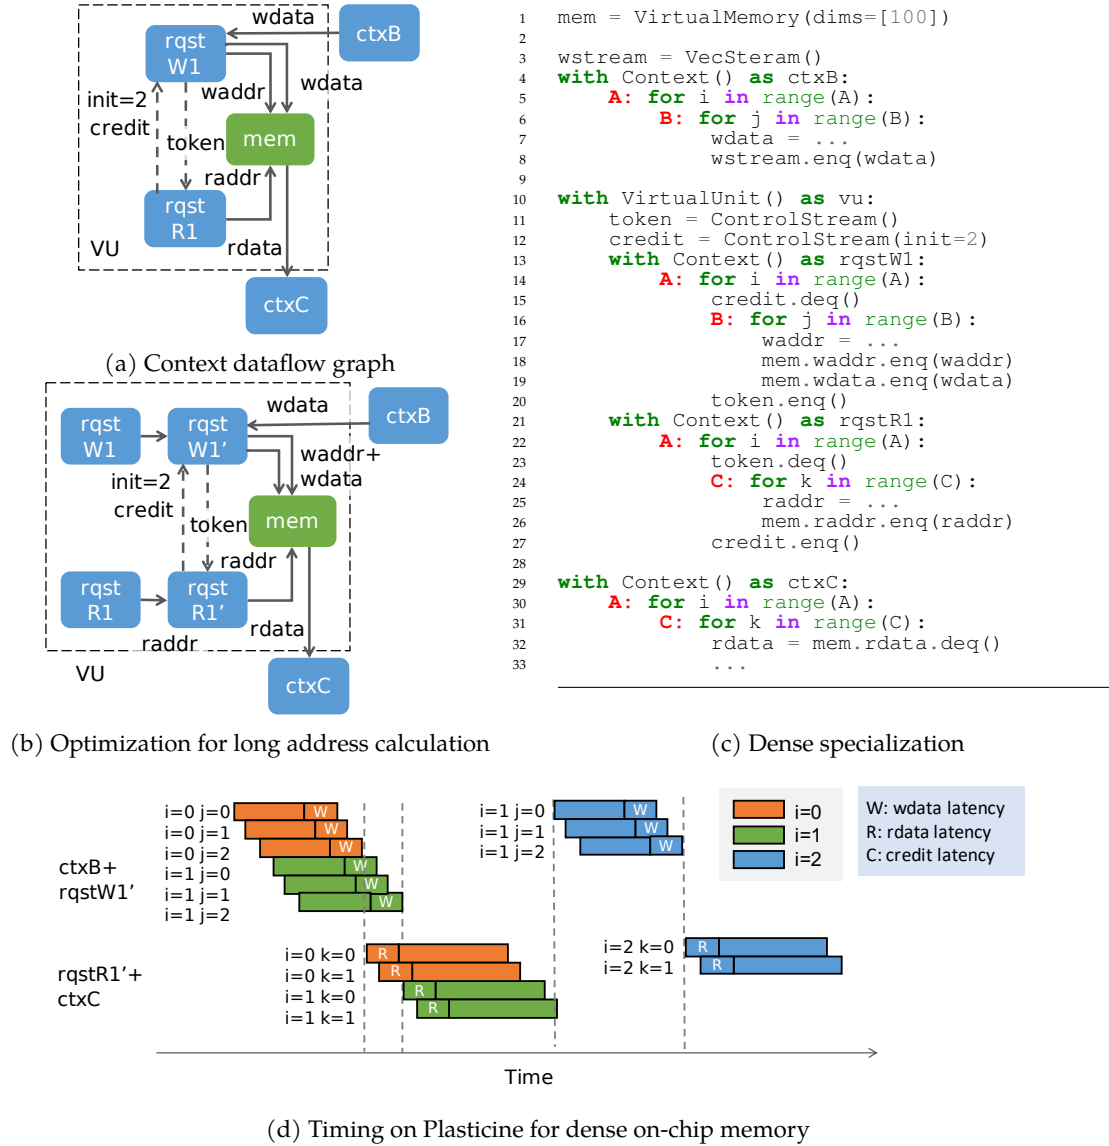 wdata
ctxB
rqst
W1
wdata
waddr
init=2
credit
token
mem
raddr
rqst
R1
VU
rdata
ctxC
(a) Context dataflow graph
wdata
ctxB
rqst
W1
rqst
W1’
waddr+
wdata
init=2
credit
token
mem
raddr
rqst
R1
rqst
R1’
raddr
rdata
VU
ctxC
(b) Optimization for long address calculation
1 mem = VirtualMemory(dims=[100])
2
3 wstream = VecSteram()
4 with Context() as ctxB:
5 A: for i in range(A):
6 B: for j in range(B):
7 wdata = ...
8 wstream.enq(wdata)
9
10 with VirtualUnit() as vu:
11 token = ControlStream()
12 credit = ControlStream(init=2)
13 with Context() as rqstW1:
14 A: for i in range(A):
15 credit.deq()
16 B: for j in range(B):
17 waddr = ...
18 mem.waddr.enq(waddr)
19 mem.wdata.enq(wdata)
20 token.enq()
21 with Context() as rqstR1:
22 A: for i in range(A):
23 token.deq()
24 C: for k in range(C):
25 raddr = ...
26 mem.raddr.enq(raddr)
27 credit.enq()
28
29 with Context() as ctxC:
30 A: for i in range(A):
31 C: for k in range(C):
32 rdata = mem.rdata.deq()
33 ...
(c) Dense specialization
ctxB+
rqstW1’
i=0 j=0 W
i=0 j=1 W
i=0 j=2 W
i=1 j=0 W
i=1 j=1 W
i=1 j=2 W
i=1 j=0 W
i=1 j=1 W
i=1 j=2 W
i=0
i=1
i=2
W: wdata latency
R: rdata latency
C: credit latency
rqstR1’+
ctxC
i=0 k=0 R
i=0 k=1 R
i=1 k=0 R
i=1 k=1 R
i=2 k=0 R
i=2 k=1 R
Time
(d) Timing on Plasticine for dense on-chip memory